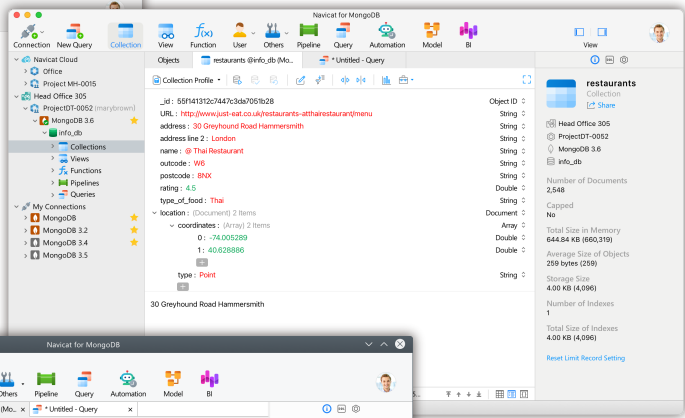 Navicat for MongoDB
Connection New Query Collection View Function User Others Pipeline Query Automation Model BI View
Navicat Cloud
Office
Project MH-0015
Head Office 305
ProjectDT-0052 (marybrown)
MongoDB 3.6
info_db
Collections
Views
Functions
Pipelines
Queries
My Connections
MongoDB
MongoDB 3.2
MongoDB 3.4
MongoDB 3.5
Objects restaurants @info_db (Mo... * Untitled - Query
Collection Profile
_id : 55f141312c7447c3da7051b28 Object ID
URL : http://www.just-eat.co.uk/restaurants-atthairestaurant/menu String
address : 30 Greyhound Road Hammersmith String
address line 2 : London String
name : @ Thai Restaurant String
outcode : W6 String
postcode : 8NX String
rating : 4.5 Double
type_of_food : Thai String
location : (Document) 2 Items Document
coordinates : (Array) 2 Items Array
0 : -74.005289 Double
1 : 40.628886 Double
type : Point String
30 Greyhound Road Hammersmith
restaurants
Collection
Share
Head Office 305
ProjectDT-0052
MongoDB 3.6
info_db
Number of Documents
2,548
Capped
No
Total Size in Memory
644.84 KB (660,319)
Average Size of Objects
259 bytes (259)
Storage Size
4.00 KB (4,096)
Number of Indexes
1
Total Size of Indexes
4.00 KB (4,096)
Reset Limit Record Setting
Navicat for MongoDB
thers Pipeline Query Automation Model BI
(Mo... × * Untitled - Query ×